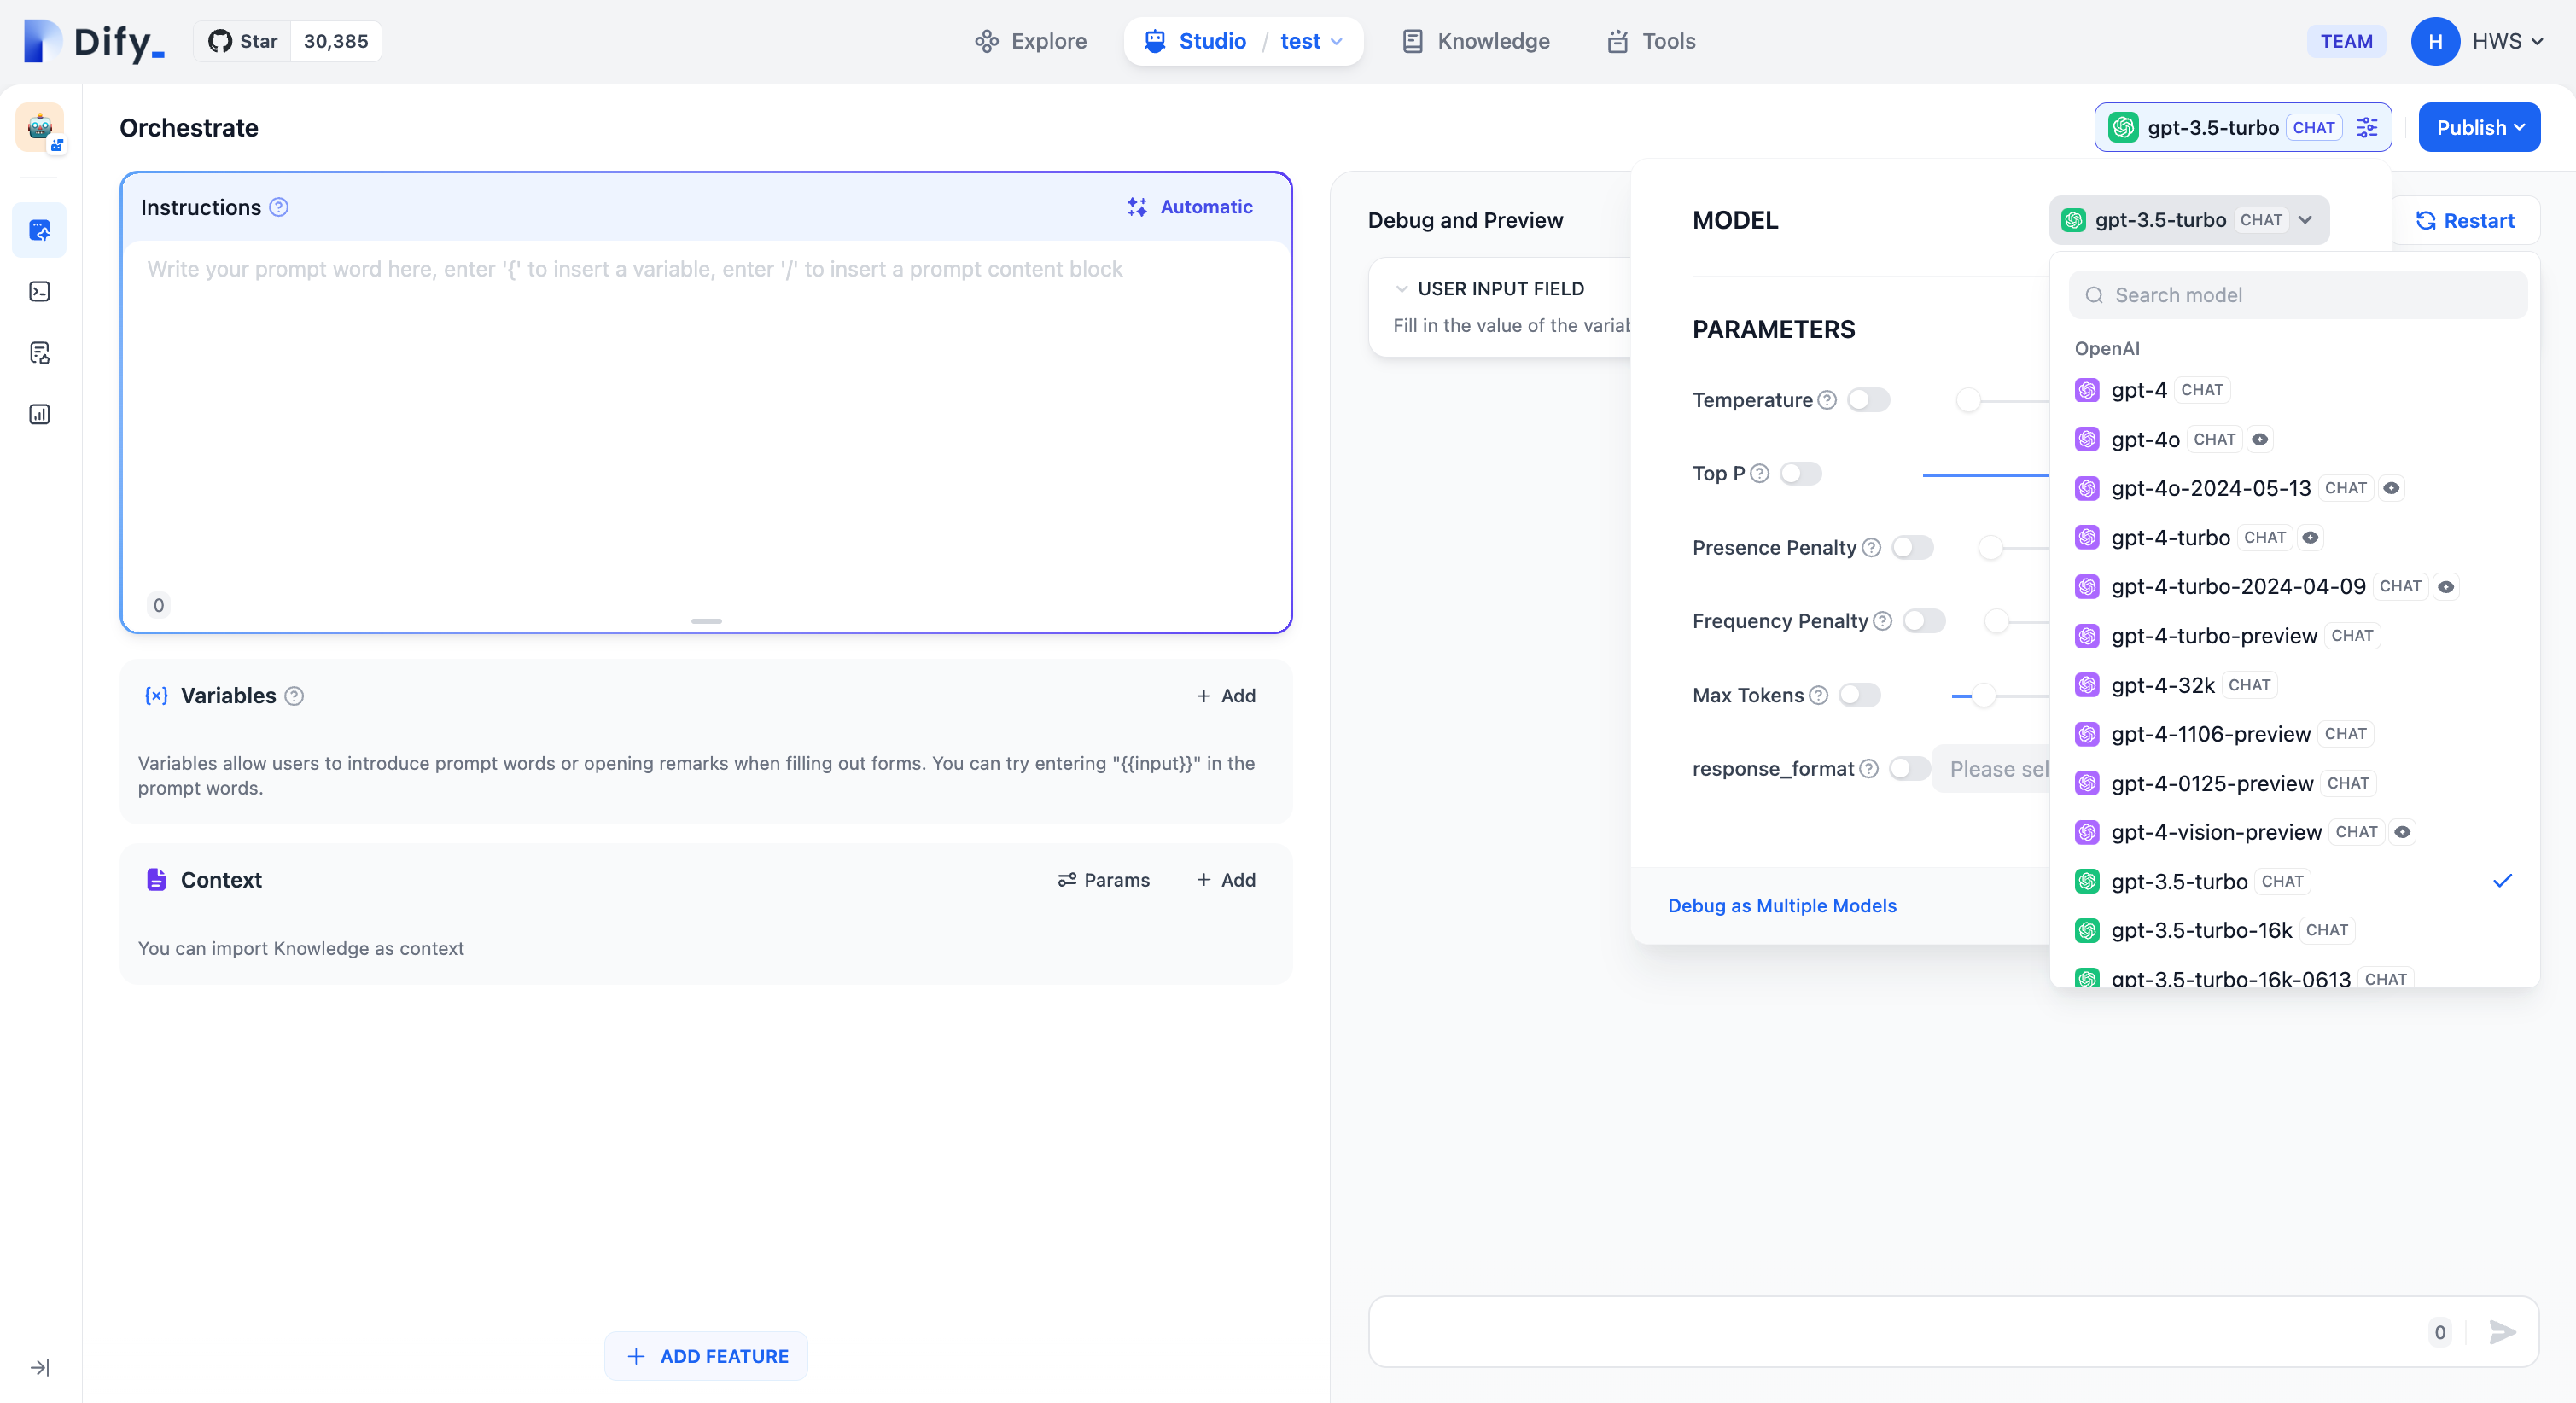 Dify_
Star 30,385
Explore
Studio / test
Knowledge
Tools
TEAM
H HWS
Orchestrate
gpt-3.5-turbo CHAT
Publish
Instructions
Automatic
Write your prompt word here, enter '{' to insert a variable, enter '/' to insert a prompt content block
0
Variables
+ Add
Variables allow users to introduce prompt words or opening remarks when filling out forms. You can try entering "{{input}}" in the
prompt words.
Context
Params
+ Add
You can import Knowledge as context
+ ADD FEATURE
Debug and Preview
Restart
USER INPUT FIELD
Fill in the value of the variab
MODEL
gpt-3.5-turbo CHAT
PARAMETERS
Temperature
Top P
Presence Penalty
Frequency Penalty
Max Tokens
response_format
Please sel
Debug as Multiple Models
Search model
OpenAI
gpt-4 CHAT
gpt-4o CHAT
gpt-4o-2024-05-13 CHAT
gpt-4-turbo CHAT
gpt-4-turbo-2024-04-09 CHAT
gpt-4-turbo-preview CHAT
gpt-4-32k CHAT
gpt-4-1106-preview CHAT
gpt-4-0125-preview CHAT
gpt-4-vision-preview CHAT
gpt-3.5-turbo CHAT
gpt-3.5-turbo-16k CHAT
gpt-3.5-turbo-16k-0613 CHAT
0